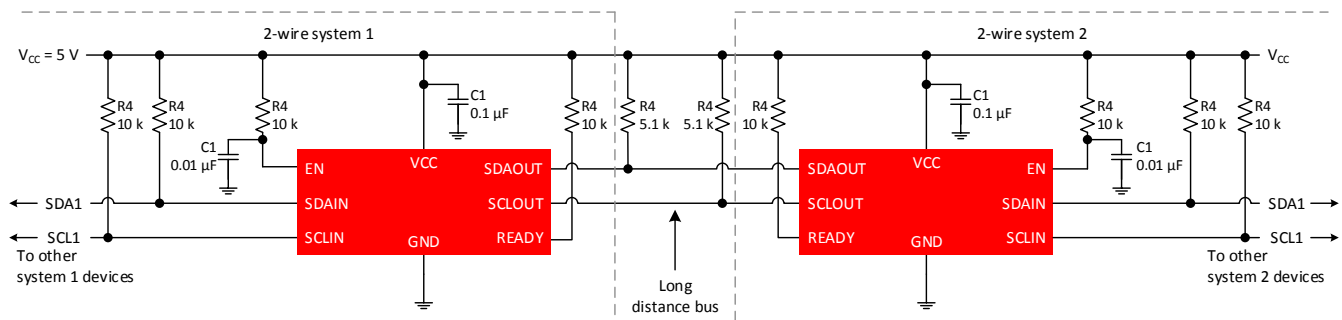 2-wire system 1
2-wire system 2
V_CC = 5 V
V_CC
R4
10 k
R4
10 k
R4
10 k
C1
0.1 µF
R4
10 k
R4
5.1 k
R4
5.1 k
R4
10 k
C1
0.1 µF
R4
10 k
R4
10 k
R4
10 k
C1
0.01 µF
C1
0.01 µF
EN
VCC
SDAOUT
SDAIN
SCLOUT
SCLIN
GND
READY
SDAOUT
VCC
EN
SCLOUT
SDAIN
READY
GND
SCLIN
SDA1
SCL1
To other
system 1 devices
Long
distance bus
SDA1
SCL1
To other
system 2 devices